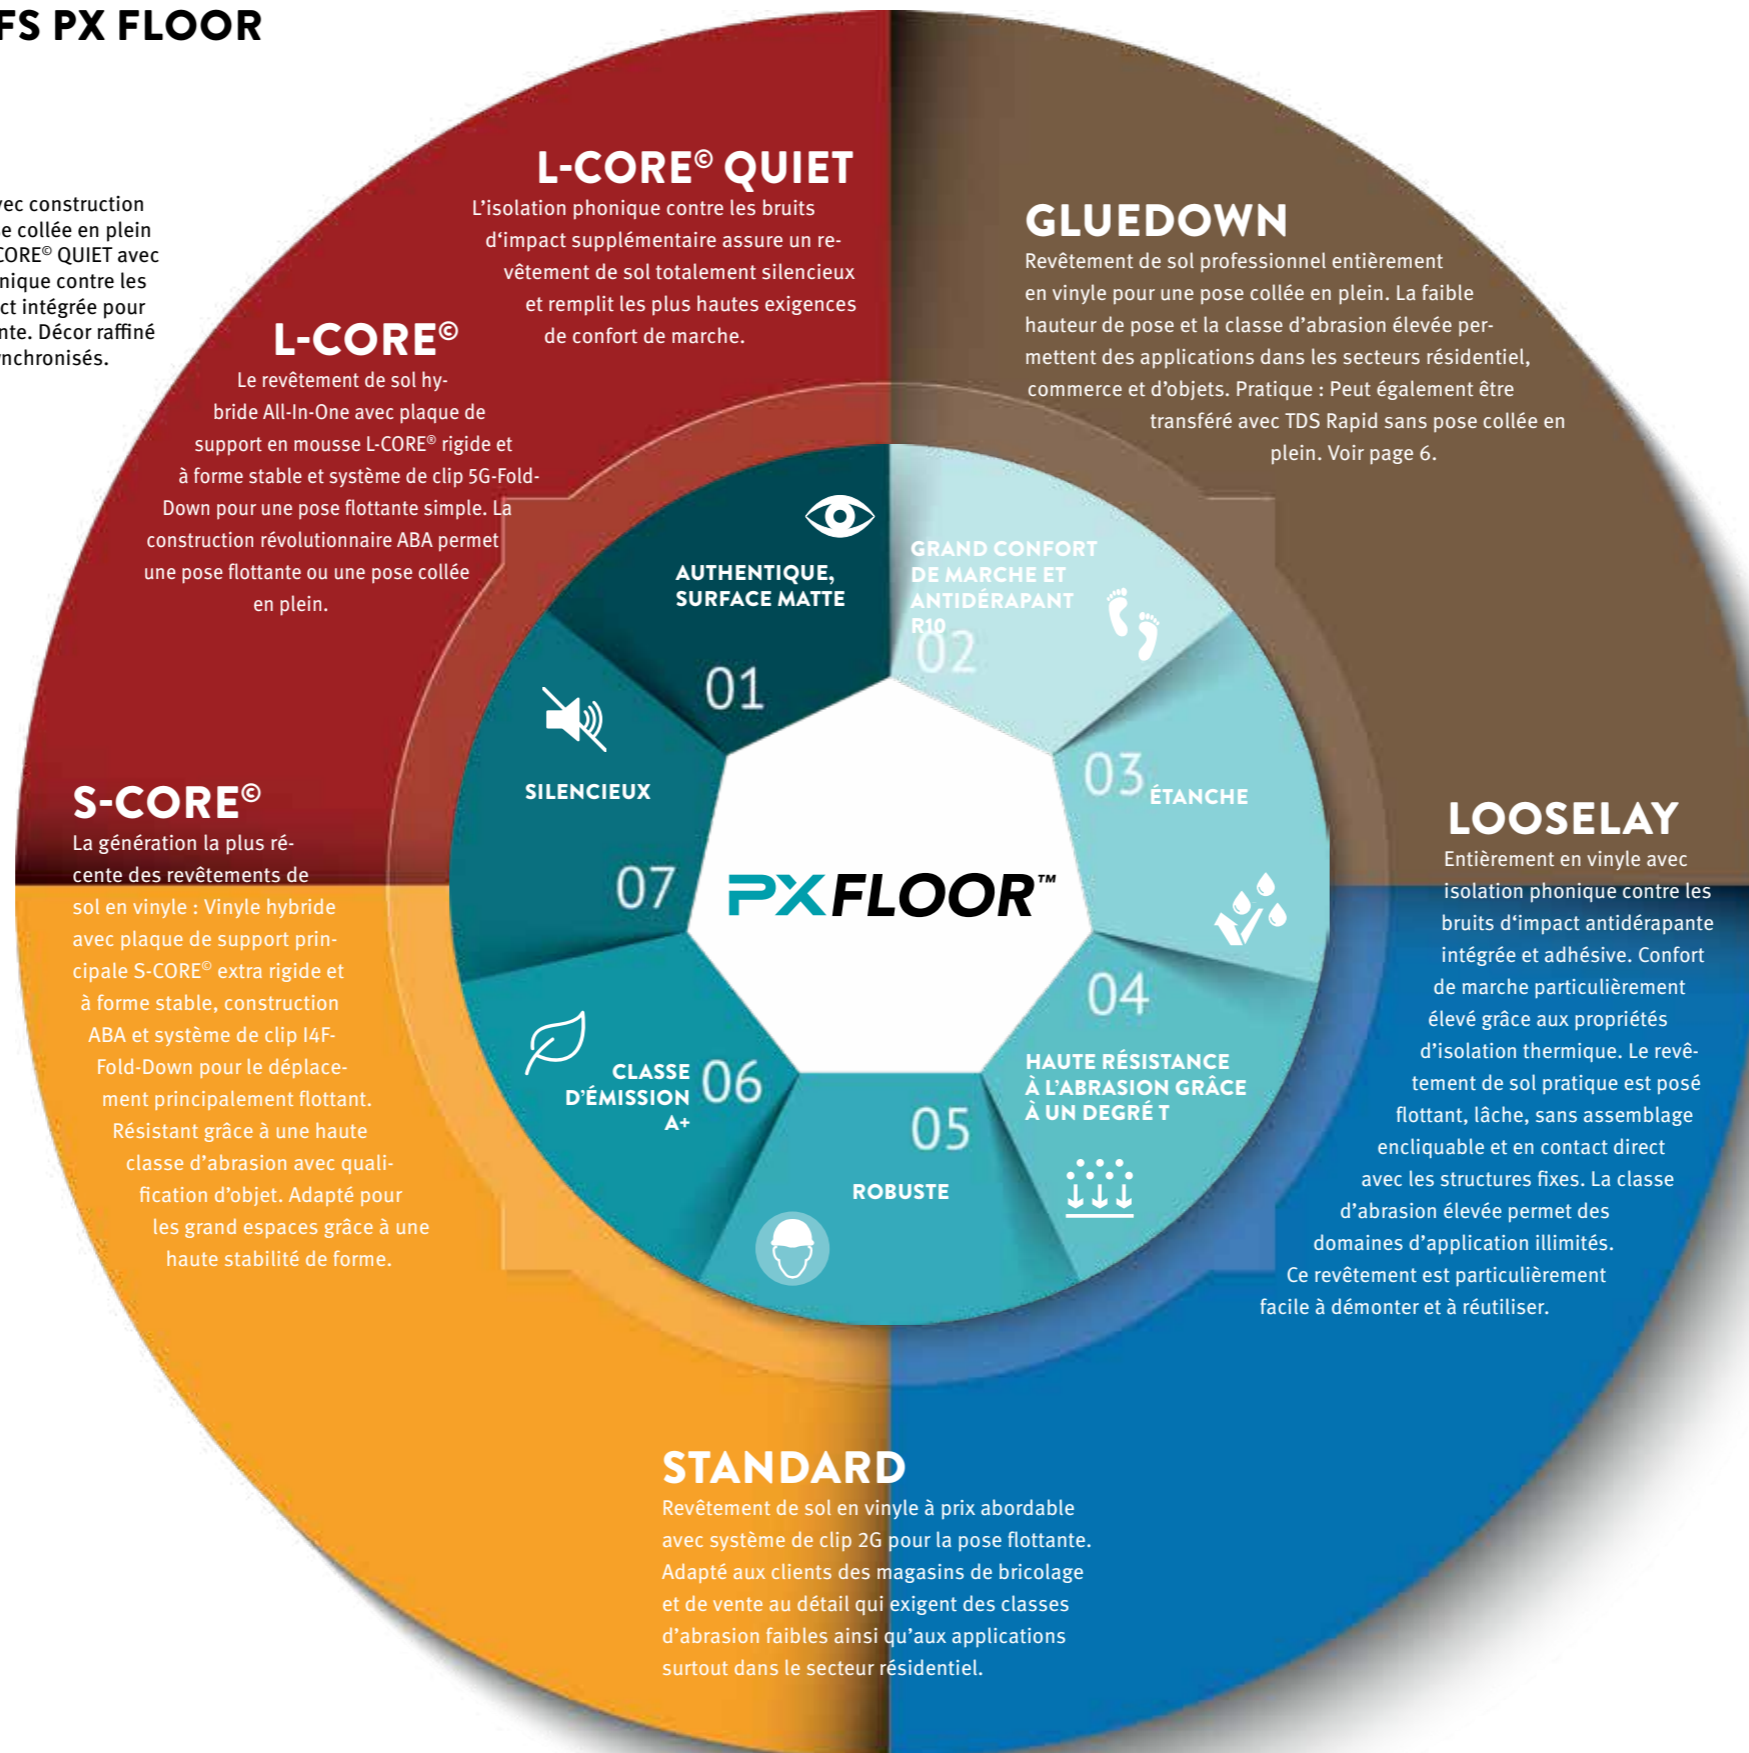 FS PX FLOOR
construction
collée en plein
QUIET avec
contre les
intégrée pour
Décor raffiné
L-CORE© QUIET
L’isolation phonique contre les bruits
d‘impact supplémentaire assure un re-
vêtement de sol totalement silencieux
et remplit les plus hautes exigences
de confort de marche.
L-CORE©
Le revêtement de sol hy-
bride All-In-One avec plaque de
support en mousse L-CORE® rigide et
à forme stable et système de clip 5G-Fold-
Down pour une pose flottante simple. La
construction révolutionnaire ABA permet
une pose flottante ou une pose collée
en plein.
GLUEDOWN
Revêtement de sol professionnel entièrement
en vinyle pour une pose collée en plein. La faible
hauteur de pose et la classe d’abrasion élevée per-
mettent des applications dans les secteurs résidentiel,
commerce et d’objets. Pratique : Peut également être
transféré avec TDS Rapid sans pose collée en
plein. Voir page 6.
AUTHENTIQUE,
SURFACE MATTE
01
GRAND CONFORT
DE MARCHE ET
ANTIDÉRAPANT
R10
02
03
ÉTANCHE
04
HAUTE RÉSISTANCE
À L’ABRASION GRÂCE
À UN DEGRÉ T
05
ROBUSTE
06
CLASSE
D’ÉMISSION
A+
07
SILENCIEUX
PXFLOOR™
S-CORE©
La génération la plus ré-
cente des revêtements de
sol en vinyle : Vinyle hybride
avec plaque de support prin-
cipale S-CORE© extra rigide et
à forme stable, construction
ABA et système de clip I4F-
Fold-Down pour le déplace-
ment principalement flottant.
Résistant grâce à une haute
classe d’abrasion avec quali-
fication d’objet. Adapté pour
les grand espaces grâce à une
haute stabilité de forme.
LOOSELAY
Entièrement en vinyle avec
isolation phonique contre les
bruits d‘impact antidérapante
intégrée et adhésive. Confort
de marche particulièrement
élevé grâce aux propriétés
d’isolation thermique. Le revê-
tement de sol pratique est posé
flottant, lâche, sans assemblage
encliquable et en contact direct
avec les structures fixes. La classe
d’abrasion élevée permet des
domaines d’application illimités.
Ce revêtement est particulièrement
facile à démonter et à réutiliser.
STANDARD
Revêtement de sol en vinyle à prix abordable
avec système de clip 2G pour la pose flottante.
Adapté aux clients des magasins de bricolage
et de vente au détail qui exigent des classes
d’abrasion faibles ainsi qu’aux applications
surtout dans le secteur résidentiel.